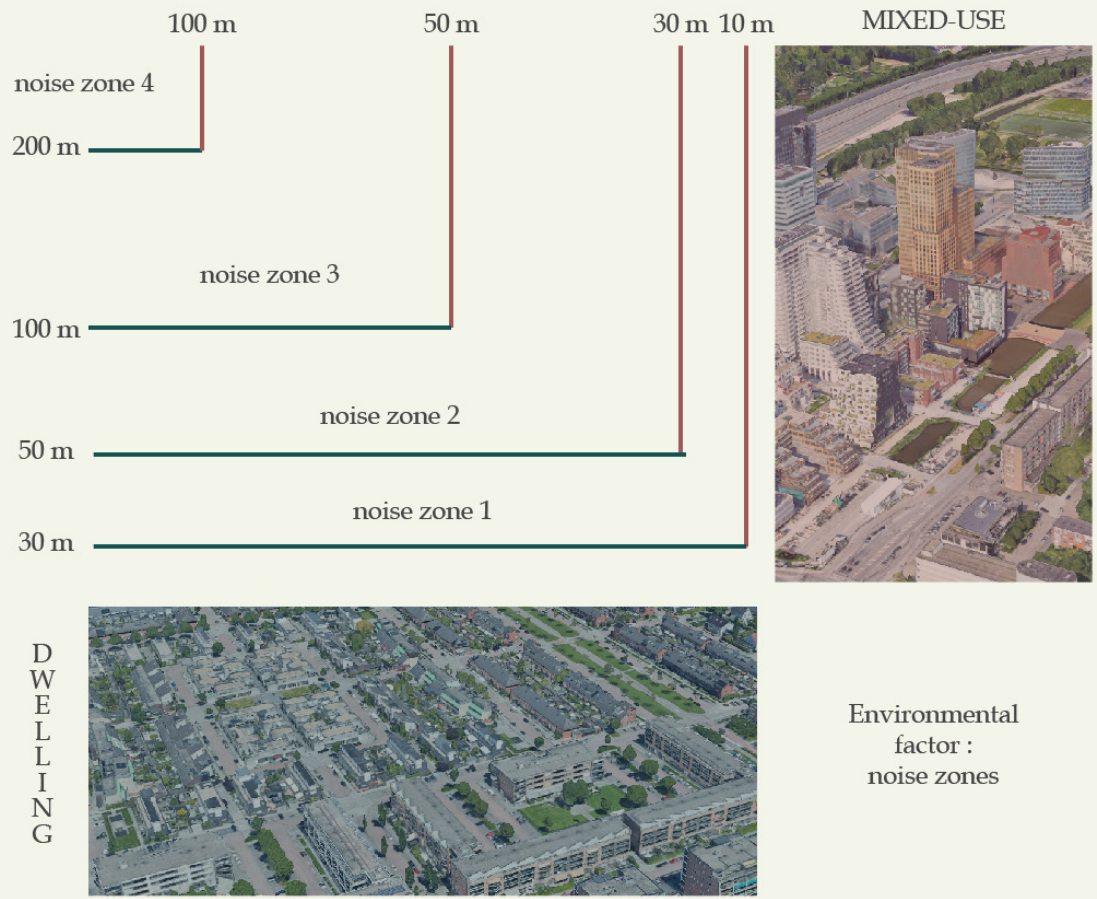 100 m
50 m
30 m
10 m
MIXED-USE
noise zone 4
200 m
noise zone 3
100 m
noise zone 2
50 m
noise zone 1
30 m
DWELLING
Environmental
factor :
noise zones